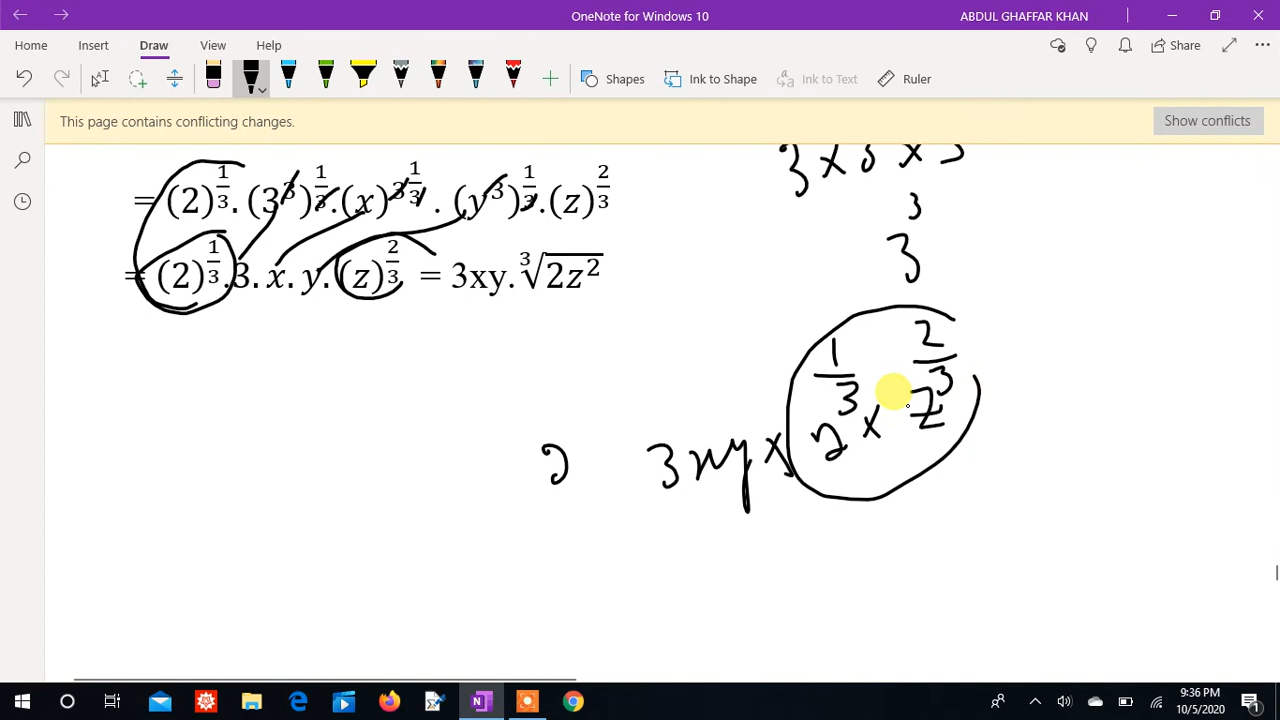 OneNote for Windows 10
ABDUL GHAFFAR KHAN
Home Insert Draw View Help Share
Shapes Ink to Shape Ink to Text Ruler
This page contains conflicting changes. Show conflicts
= (2)^{1/3}.(3^3)^{1/3}.(x)^{3 1/3} . (y^3)^{1/3}.(z)^{2/3}
= (2)^{1/3}.3. x. y. (z)^{2/3} = 3xy. ∛2z²
3
3
3xy × 2^{1/3} × z^{2/3}
9:36 PM
10/5/2020